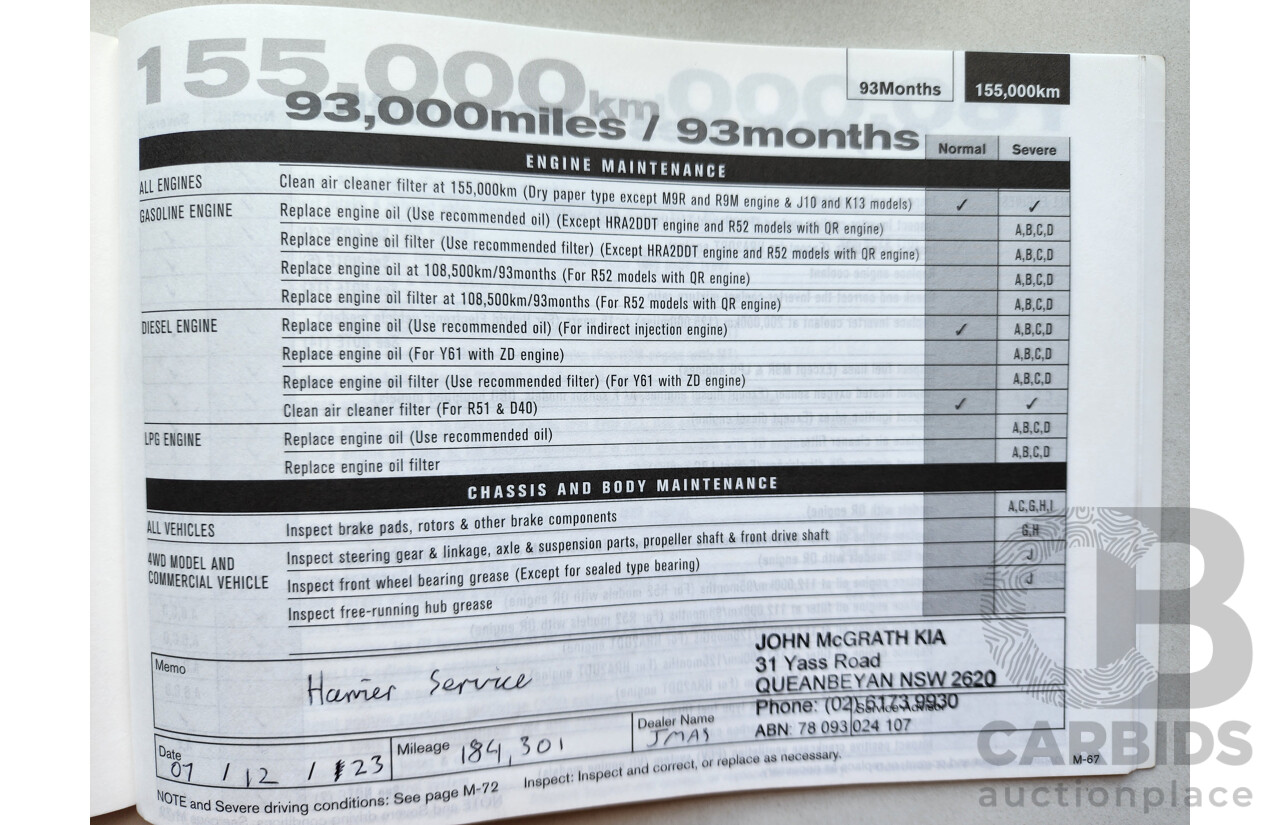 155,000km
93Months 155,000km
93,000miles / 93months
Normal Severe
ENGINE MAINTENANCE
ALL ENGINES Clean air cleaner filter at 155,000km (Dry paper type except M9R and R9M engine & J10 and K13 models) ✓ ✓
GASOLINE ENGINE Replace engine oil (Use recommended oil) (Except HRA2DDT engine and R52 models with QR engine) A,B,C,D
Replace engine oil filter (Use recommended filter) (Except HRA2DDT engine and R52 models with QR engine) A,B,C,D
Replace engine oil at 108,500km/93months (For R52 models with QR engine) A,B,C,D
Replace engine oil filter at 108,500km/93months (For R52 models with QR engine) A,B,C,D
DIESEL ENGINE Replace engine oil (Use recommended oil) (For indirect injection engine) ✓ A,B,C,D
Replace engine oil (For Y61 with ZD engine) A,B,C,D
Replace engine oil filter (Use recommended filter) (For Y61 with ZD engine) A,B,C,D
Clean air cleaner filter (For R51 & D40) ✓ ✓
LPG ENGINE Replace engine oil (Use recommended oil) A,B,C,D
Replace engine oil filter A,B,C,D
CHASSIS AND BODY MAINTENANCE
ALL VEHICLES Inspect brake pads, rotors & other brake components A,C,G,H,I
Inspect steering gear & linkage, axle & suspension parts, propeller shaft & front drive shaft G,H
4WD MODEL AND Inspect front wheel bearing grease (Except for sealed type bearing) J
COMMERCIAL VEHICLE Inspect free-running hub grease J
Memo
Harrier Service
JOHN McGRATH KIA
31 Yass Road
QUEANBEYAN NSW 2620
Phone: (02) 6173 9930
Service Advisor
ABN: 78 093 024 107
Date 07 / 12 / 23 Mileage 184,301 Dealer Name JMAS
NOTE and Severe driving conditions: See page M-72 Inspect: Inspect and correct, or replace as necessary.
M-67
CARBIDS
auctionplace